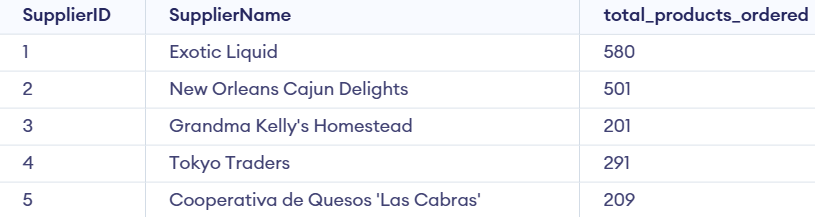 SupplierID SupplierName total_products_ordered
1 Exotic Liquid 580
2 New Orleans Cajun Delights 501
3 Grandma Kelly's Homestead 201
4 Tokyo Traders 291
5 Cooperativa de Quesos 'Las Cabras' 209